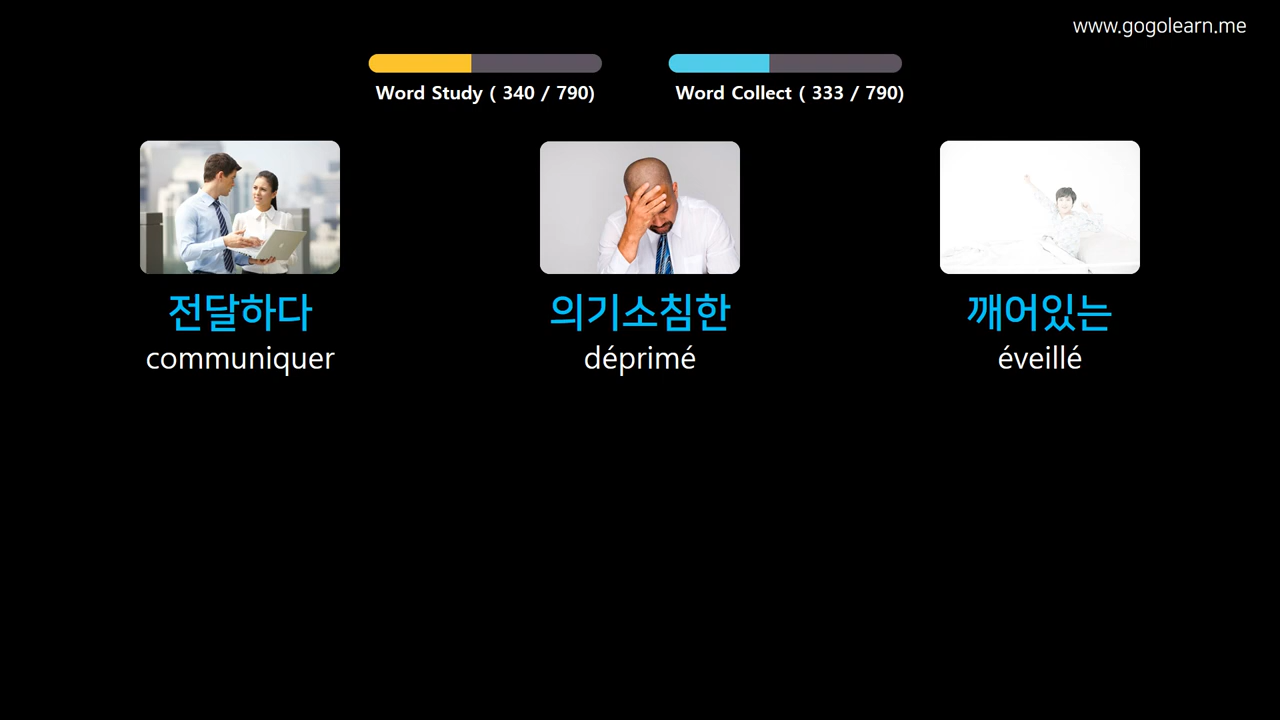 www.gogolearn.me
Word Study ( 340 / 790)
Word Collect ( 333 / 790)
전달하다
communiquer
의기소침한
déprimé
깨어있는
éveillé